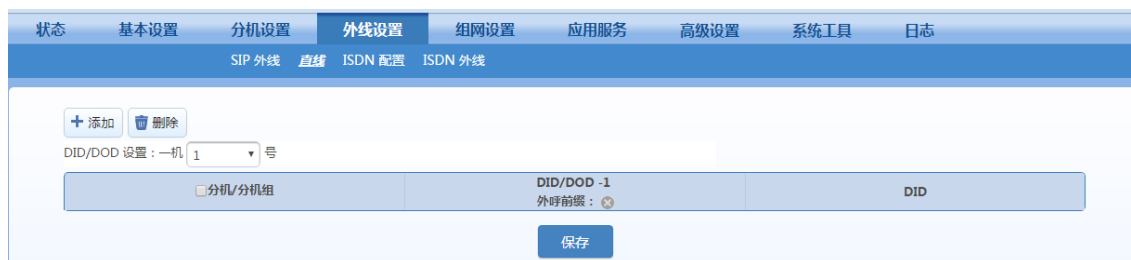 状态 基本设置 分机设置 外线设置 组网设置 应用服务 高级设置 系统工具 日志
SIP 外线 直线 ISDN 配置 ISDN 外线
添加 删除
DID/DOD 设置：一机 1 号
分机/分机组 DID/DOD -1 DID
外呼前缀：
保存